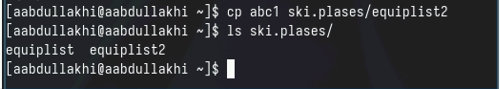 [aabdullakhi@aabdullakhi ~]$ cp abc1 ski.plases/equiplist2
[aabdullakhi@aabdullakhi ~]$ ls ski.plases/
equiplist  equiplist2
[aabdullakhi@aabdullakhi ~]$